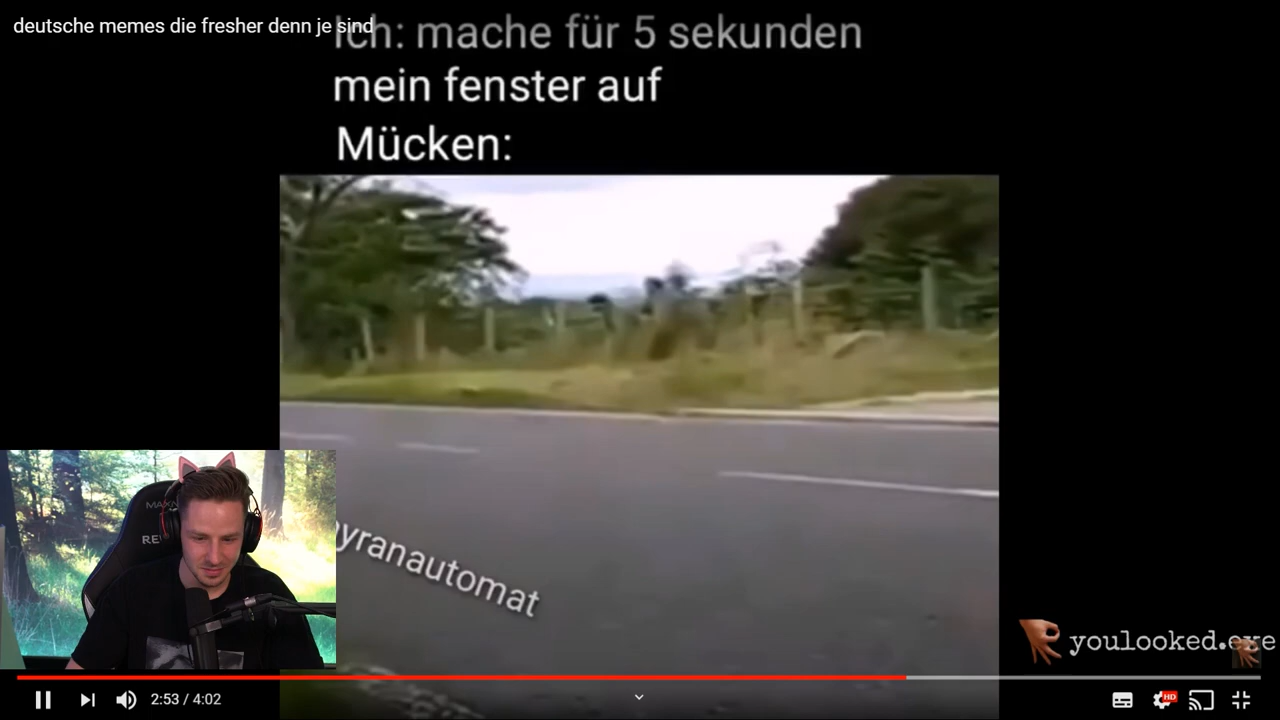 deutsche memes die fresher denn je sind
Ich: mache für 5 sekunden
mein fenster auf
Mücken:
yranautomat
youlooked.exe
HD
2:53 / 4:02